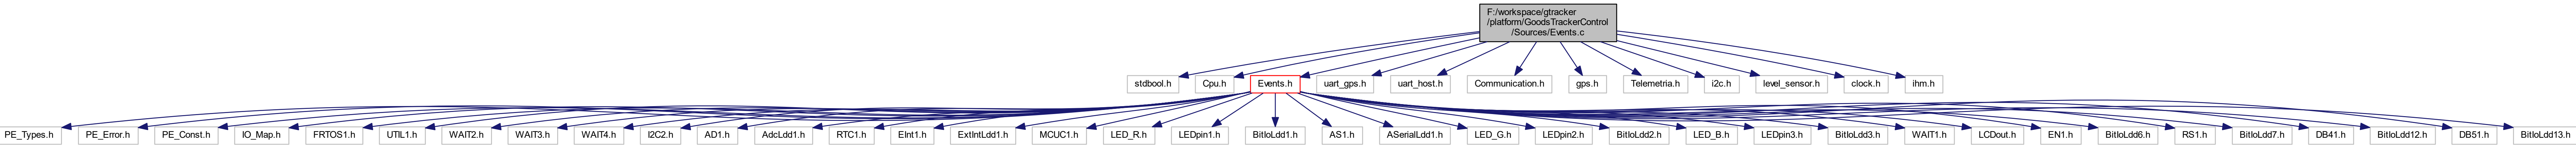 F:/workspace/gtracker
/platform/GoodsTrackerControl
/Sources/Events.c
stdbool.h
Cpu.h
Events.h
uart_gps.h
uart_host.h
Communication.h
gps.h
Telemetria.h
i2c.h
level_sensor.h
clock.h
ihm.h
PE_Types.h
PE_Error.h
PE_Const.h
IO_Map.h
FRTOS1.h
UTIL1.h
WAIT2.h
WAIT3.h
WAIT4.h
I2C2.h
AD1.h
AdcLdd1.h
RTC1.h
EInt1.h
ExtIntLdd1.h
MCUC1.h
LED_R.h
LEDpin1.h
BitIoLdd1.h
AS1.h
ASerialLdd1.h
LED_G.h
LEDpin2.h
BitIoLdd2.h
LED_B.h
LEDpin3.h
BitIoLdd3.h
WAIT1.h
LCDout.h
EN1.h
BitIoLdd6.h
RS1.h
BitIoLdd7.h
DB41.h
BitIoLdd12.h
DB51.h
BitIoLdd13.h